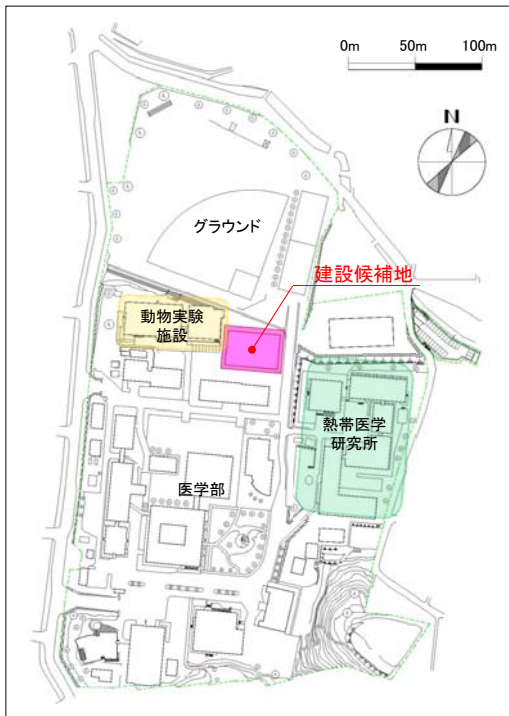 0m 50m 100m
N
グラウンド
建設候補地
動物実験
施設
熱帯医学
研究所
医学部